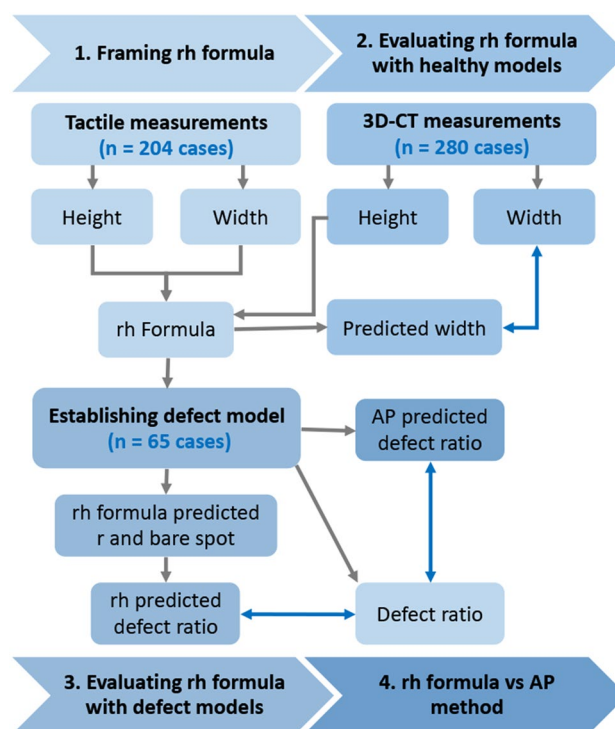 1. Framing rh formula
2. Evaluating rh formula
with healthy models
Tactile measurements
(n = 204 cases)
3D-CT measurements
(n = 280 cases)
Height
Width
Height
Width
rh Formula
Predicted width
Establishing defect model
(n = 65 cases)
AP predicted
defect ratio
rh formula predicted
r and bare spot
rh predicted
defect ratio
Defect ratio
3. Evaluating rh formula
with defect models
4. rh formula vs AP
method